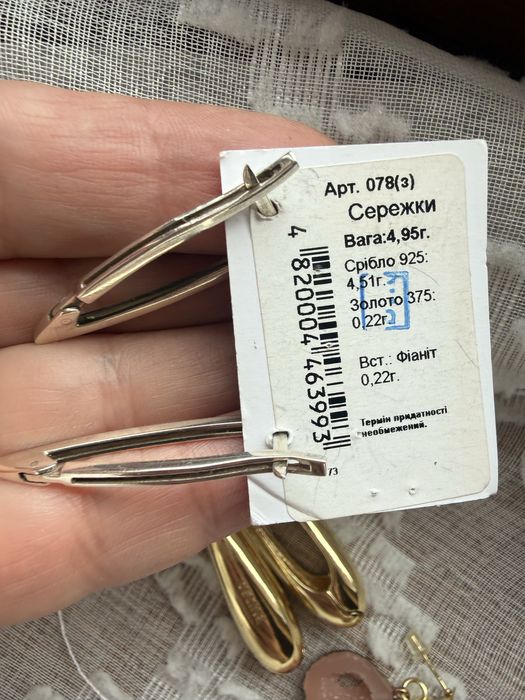 Арт. 078(з)
Сережки
Вага:4,95г.
Срібло 925:
4,51г.
Золото 375:
0,22г.
Вст.: Фіаніт
0,22г.
Термін придатності
необмежений.
4 820004 463993
73